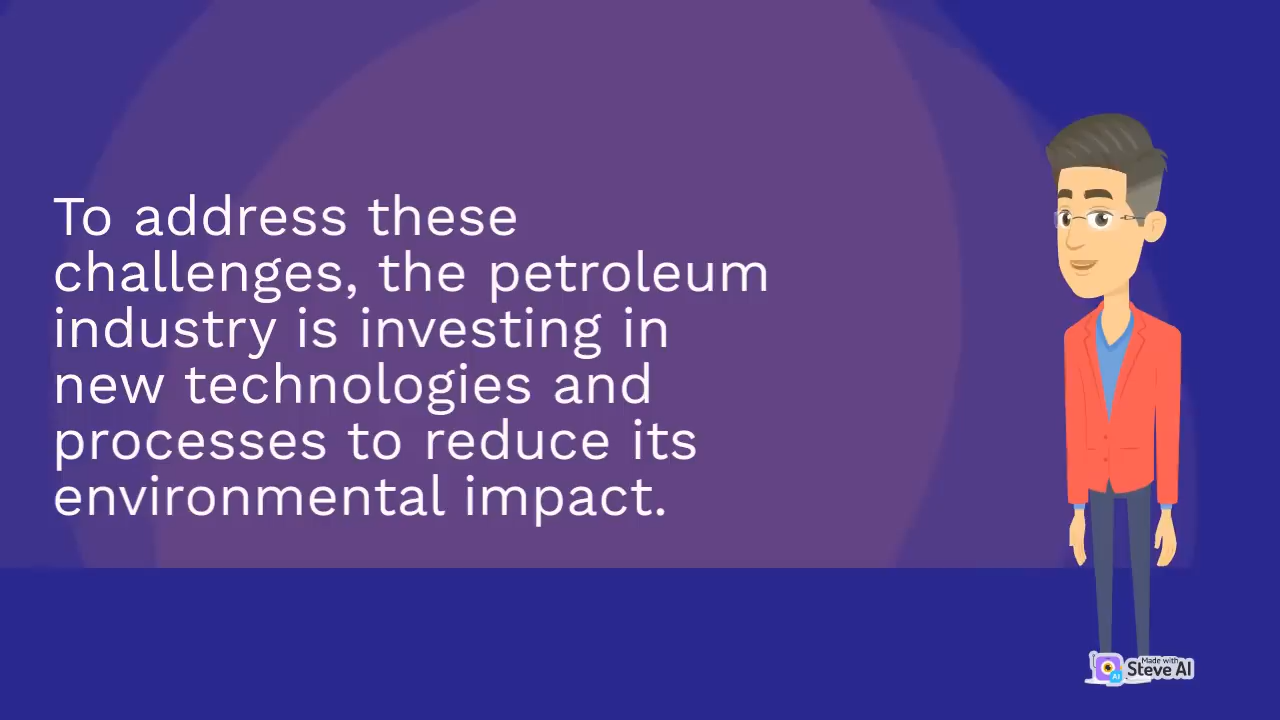 To address these
challenges, the petroleum
industry is investing in
new technologies and
processes to reduce its
environmental impact.
Made with
Steve AI
AI